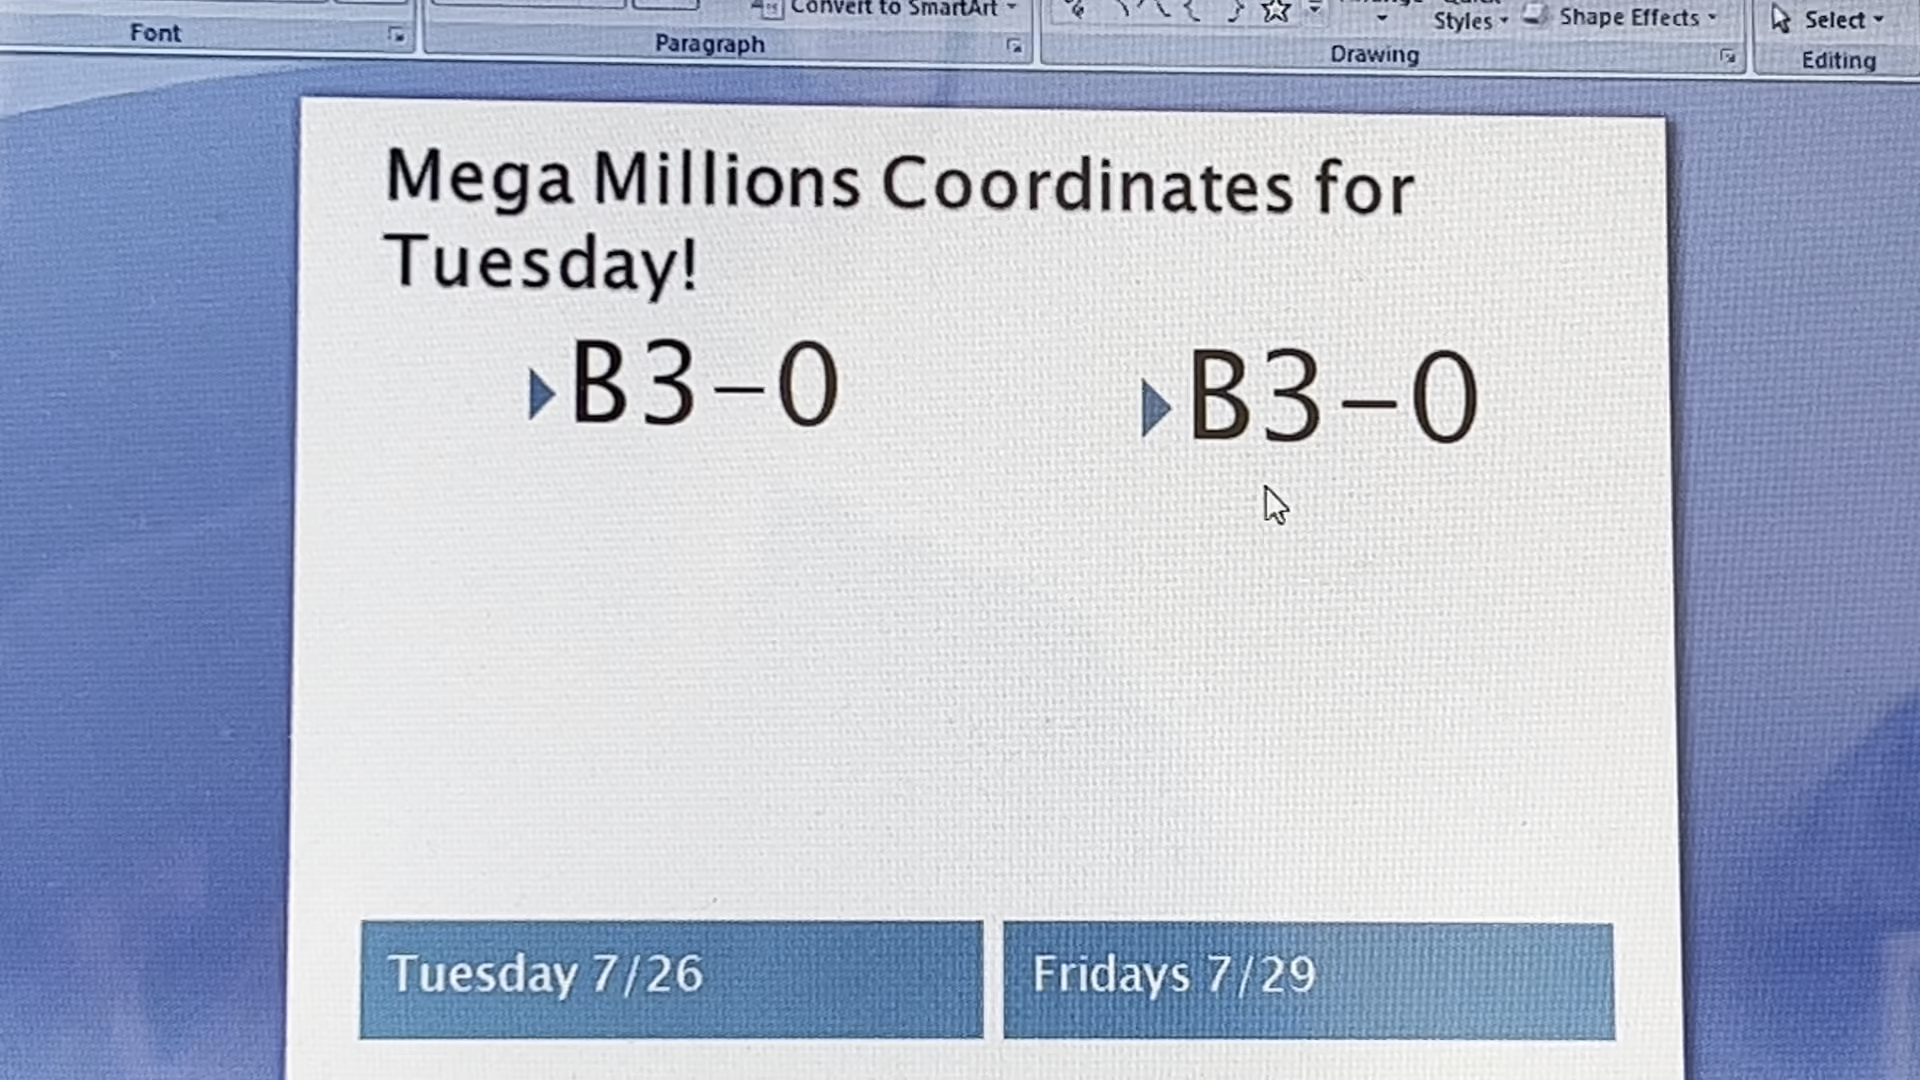 Convert to SmartArt
Styles
Shape Effects
Select
Font
Paragraph
Drawing
Editing
Mega Millions Coordinates for
Tuesday!
B3-0
B3-0
Tuesday 7/26
Fridays 7/29